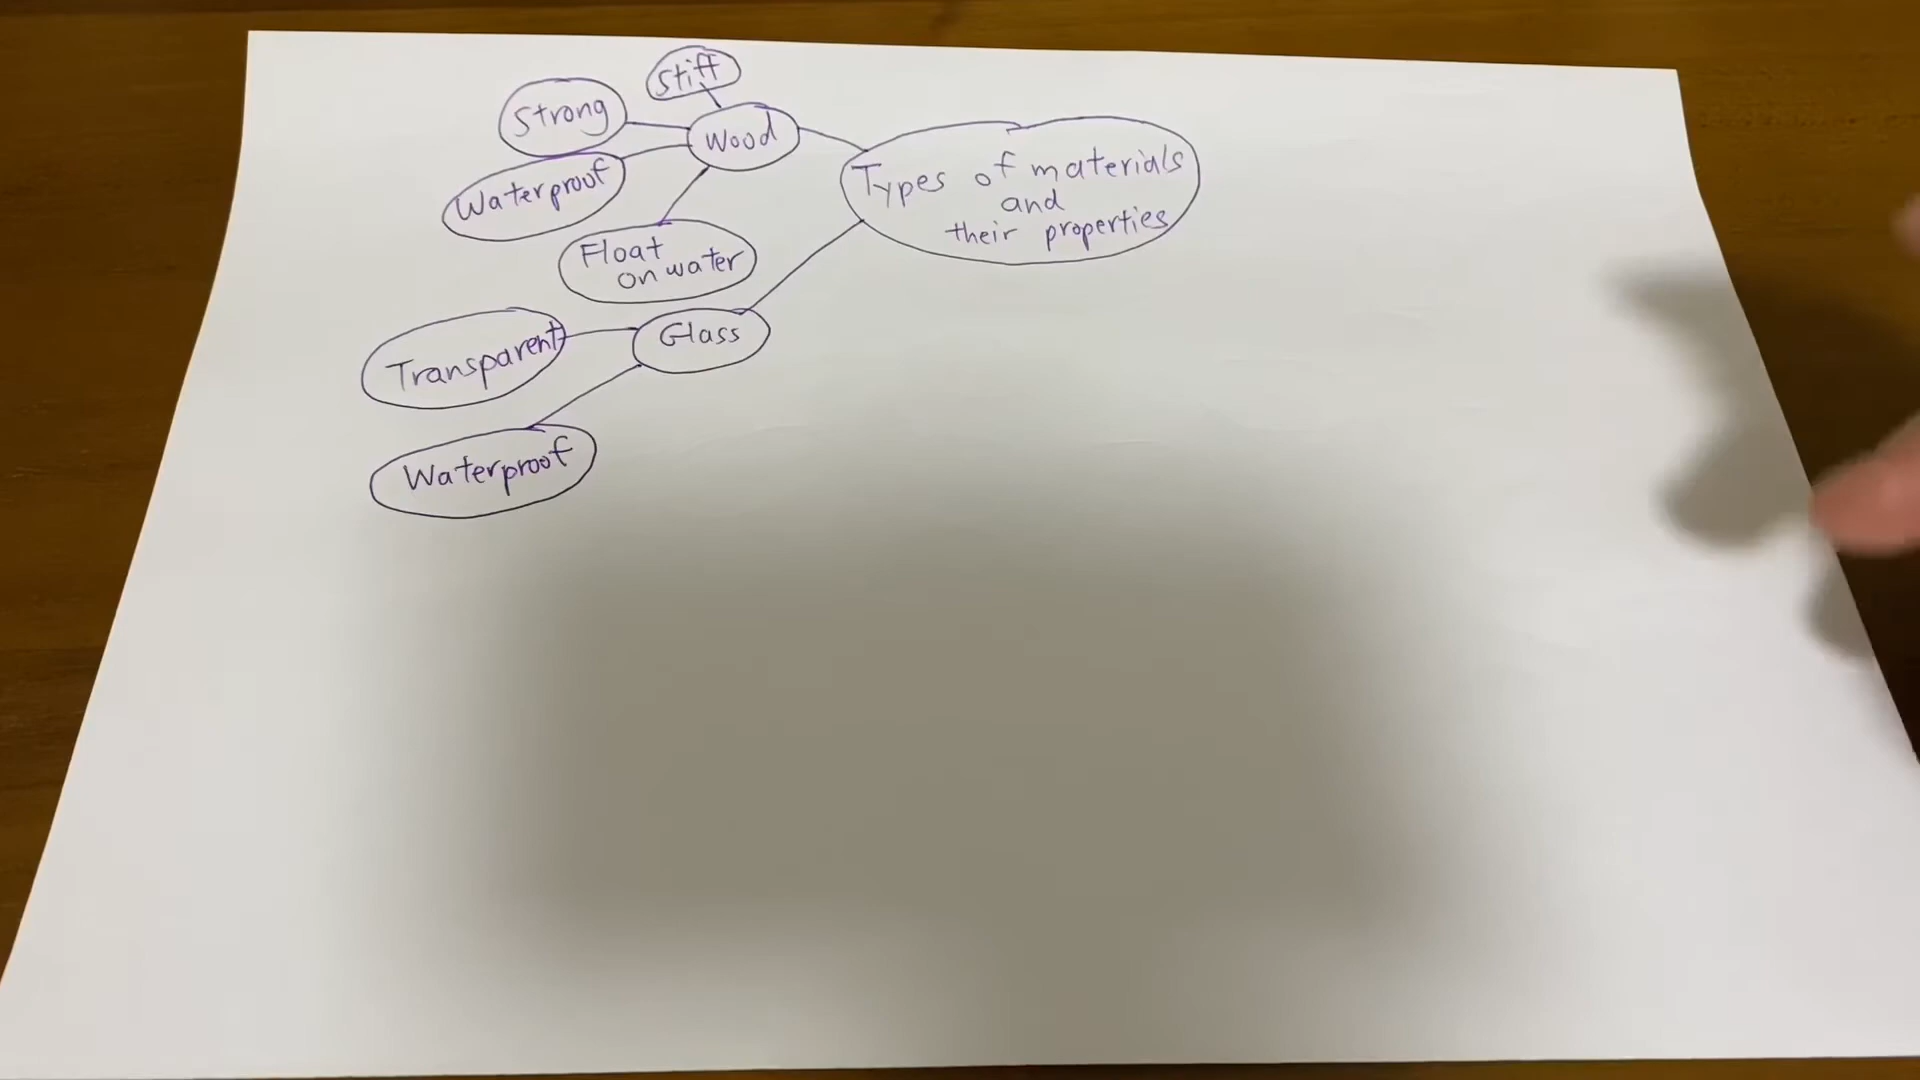 Stiff
Strong
Wood
Waterproof
Float
on water
Types of materials
and
their properties
Transparent
Glass
Waterproof